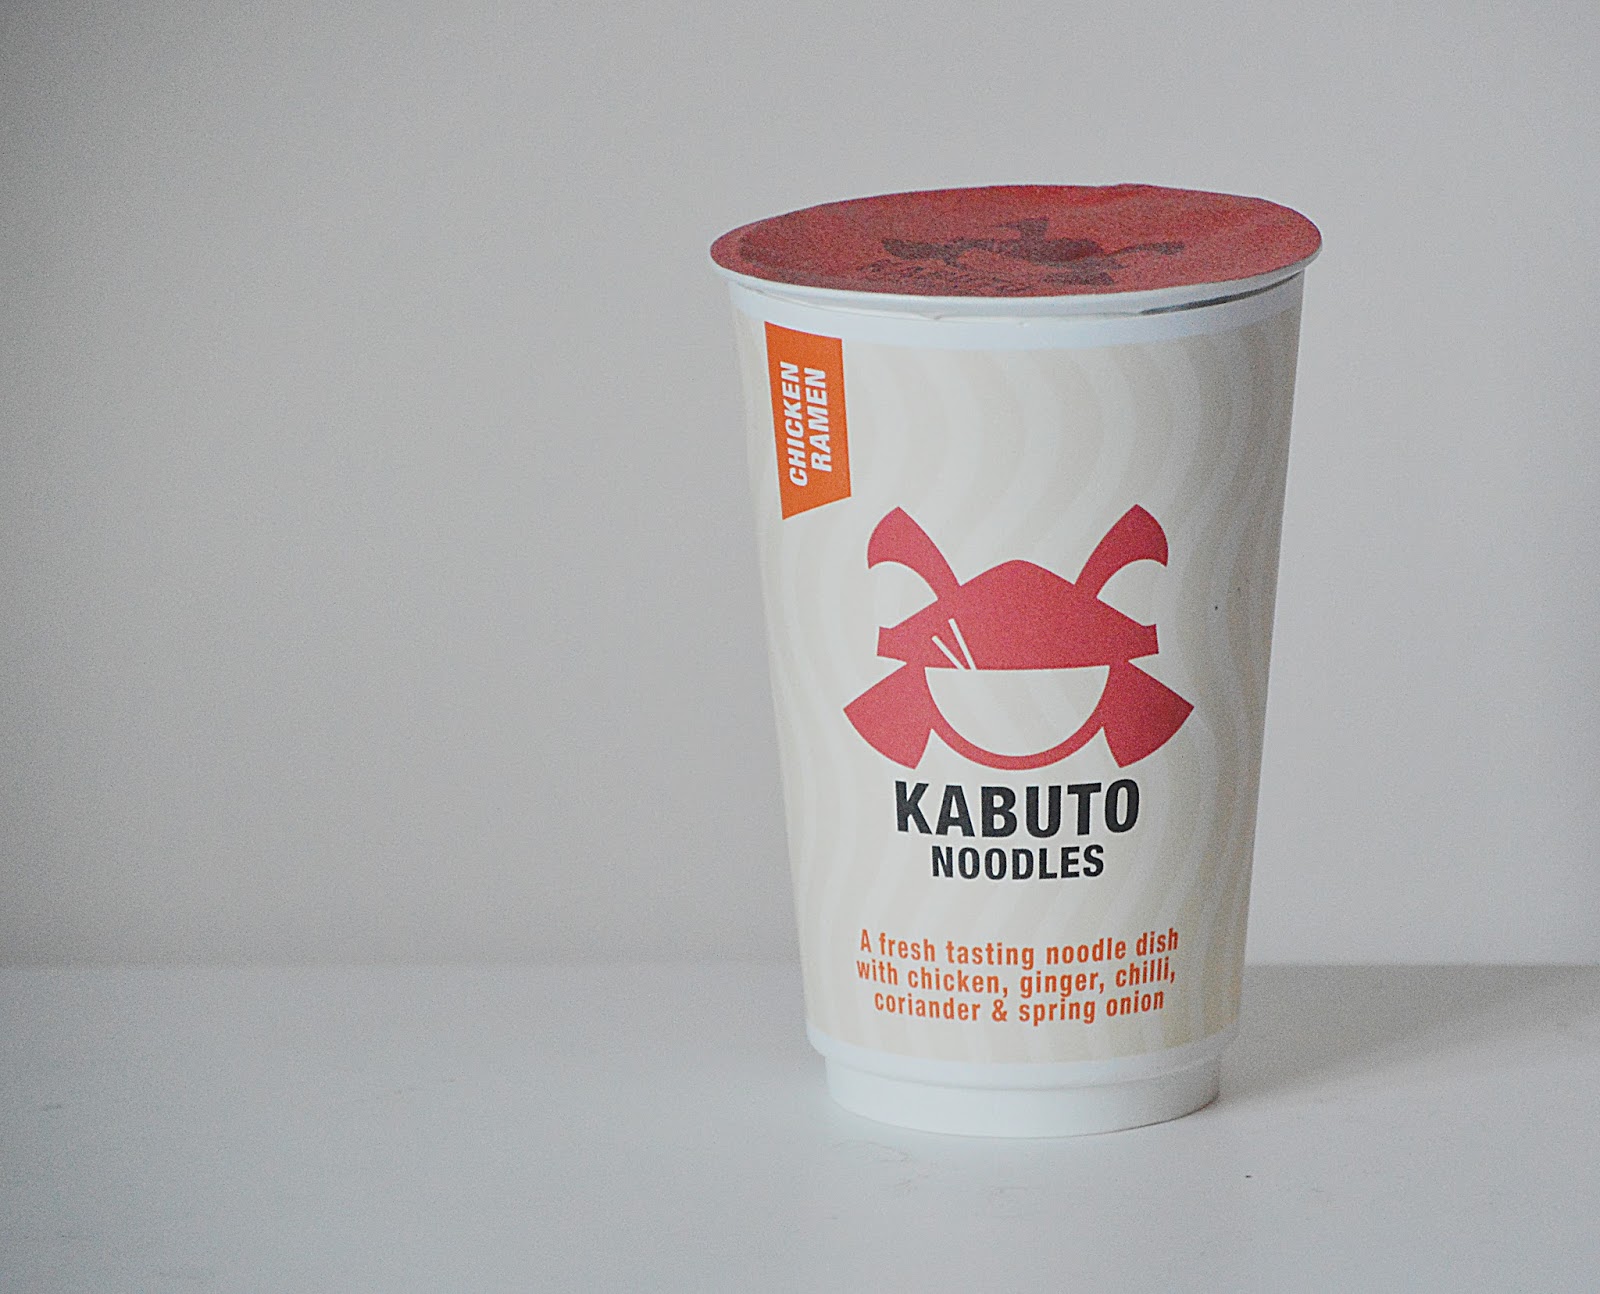 CHICKEN
RAMEN
KABUTO
NOODLES
A fresh tasting noodle dish
with chicken, ginger, chilli,
coriander & spring onion